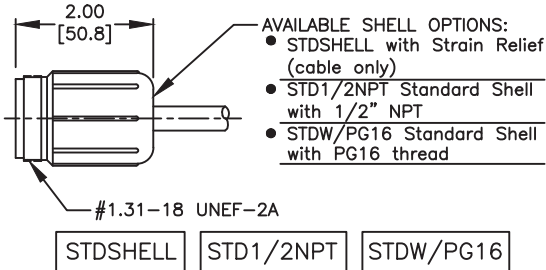 2.00
[50.8]
AVAILABLE SHELL OPTIONS:
● STDSHELL with Strain Relief
(cable only)
● STD1/2NPT Standard Shell
with 1/2" NPT
● STDW/PG16 Standard Shell
with PG16 thread
#1.31-18 UNEF-2A
STDSHELL STD1/2NPT STDW/PG16